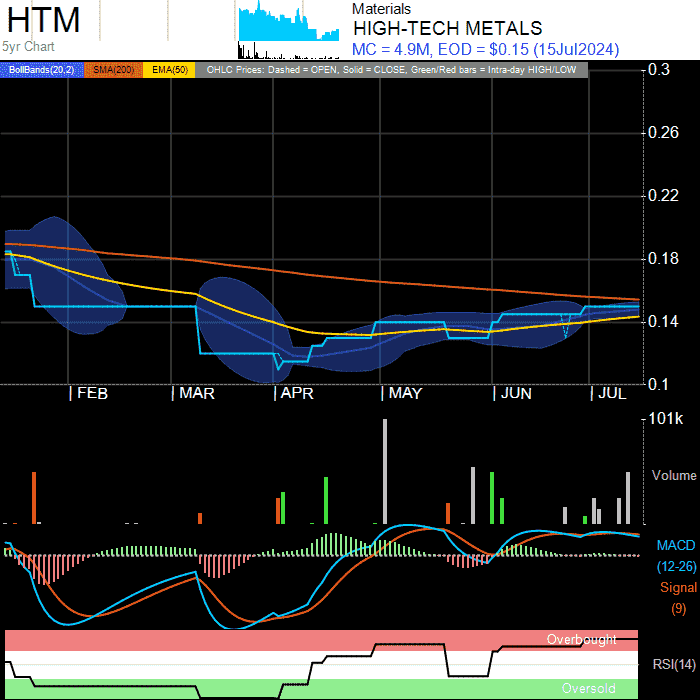 HTM
5yr Chart
Materials
HIGH-TECH METALS
MC = 4.9M, EOD = $0.15 (15Jul2024)
BollBands(20,2) SMA(200) EMA(50) OHLC Prices: Dashed = OPEN, Solid = CLOSE, Green/Red bars = Intra-day HIGH/LOW
0.3
0.26
0.22
0.18
0.14
0.1
FEB MAR APR MAY JUN JUL
101k
Volume
MACD
(12-26)
Signal
(9)
Overbought
RSI(14)
Oversold